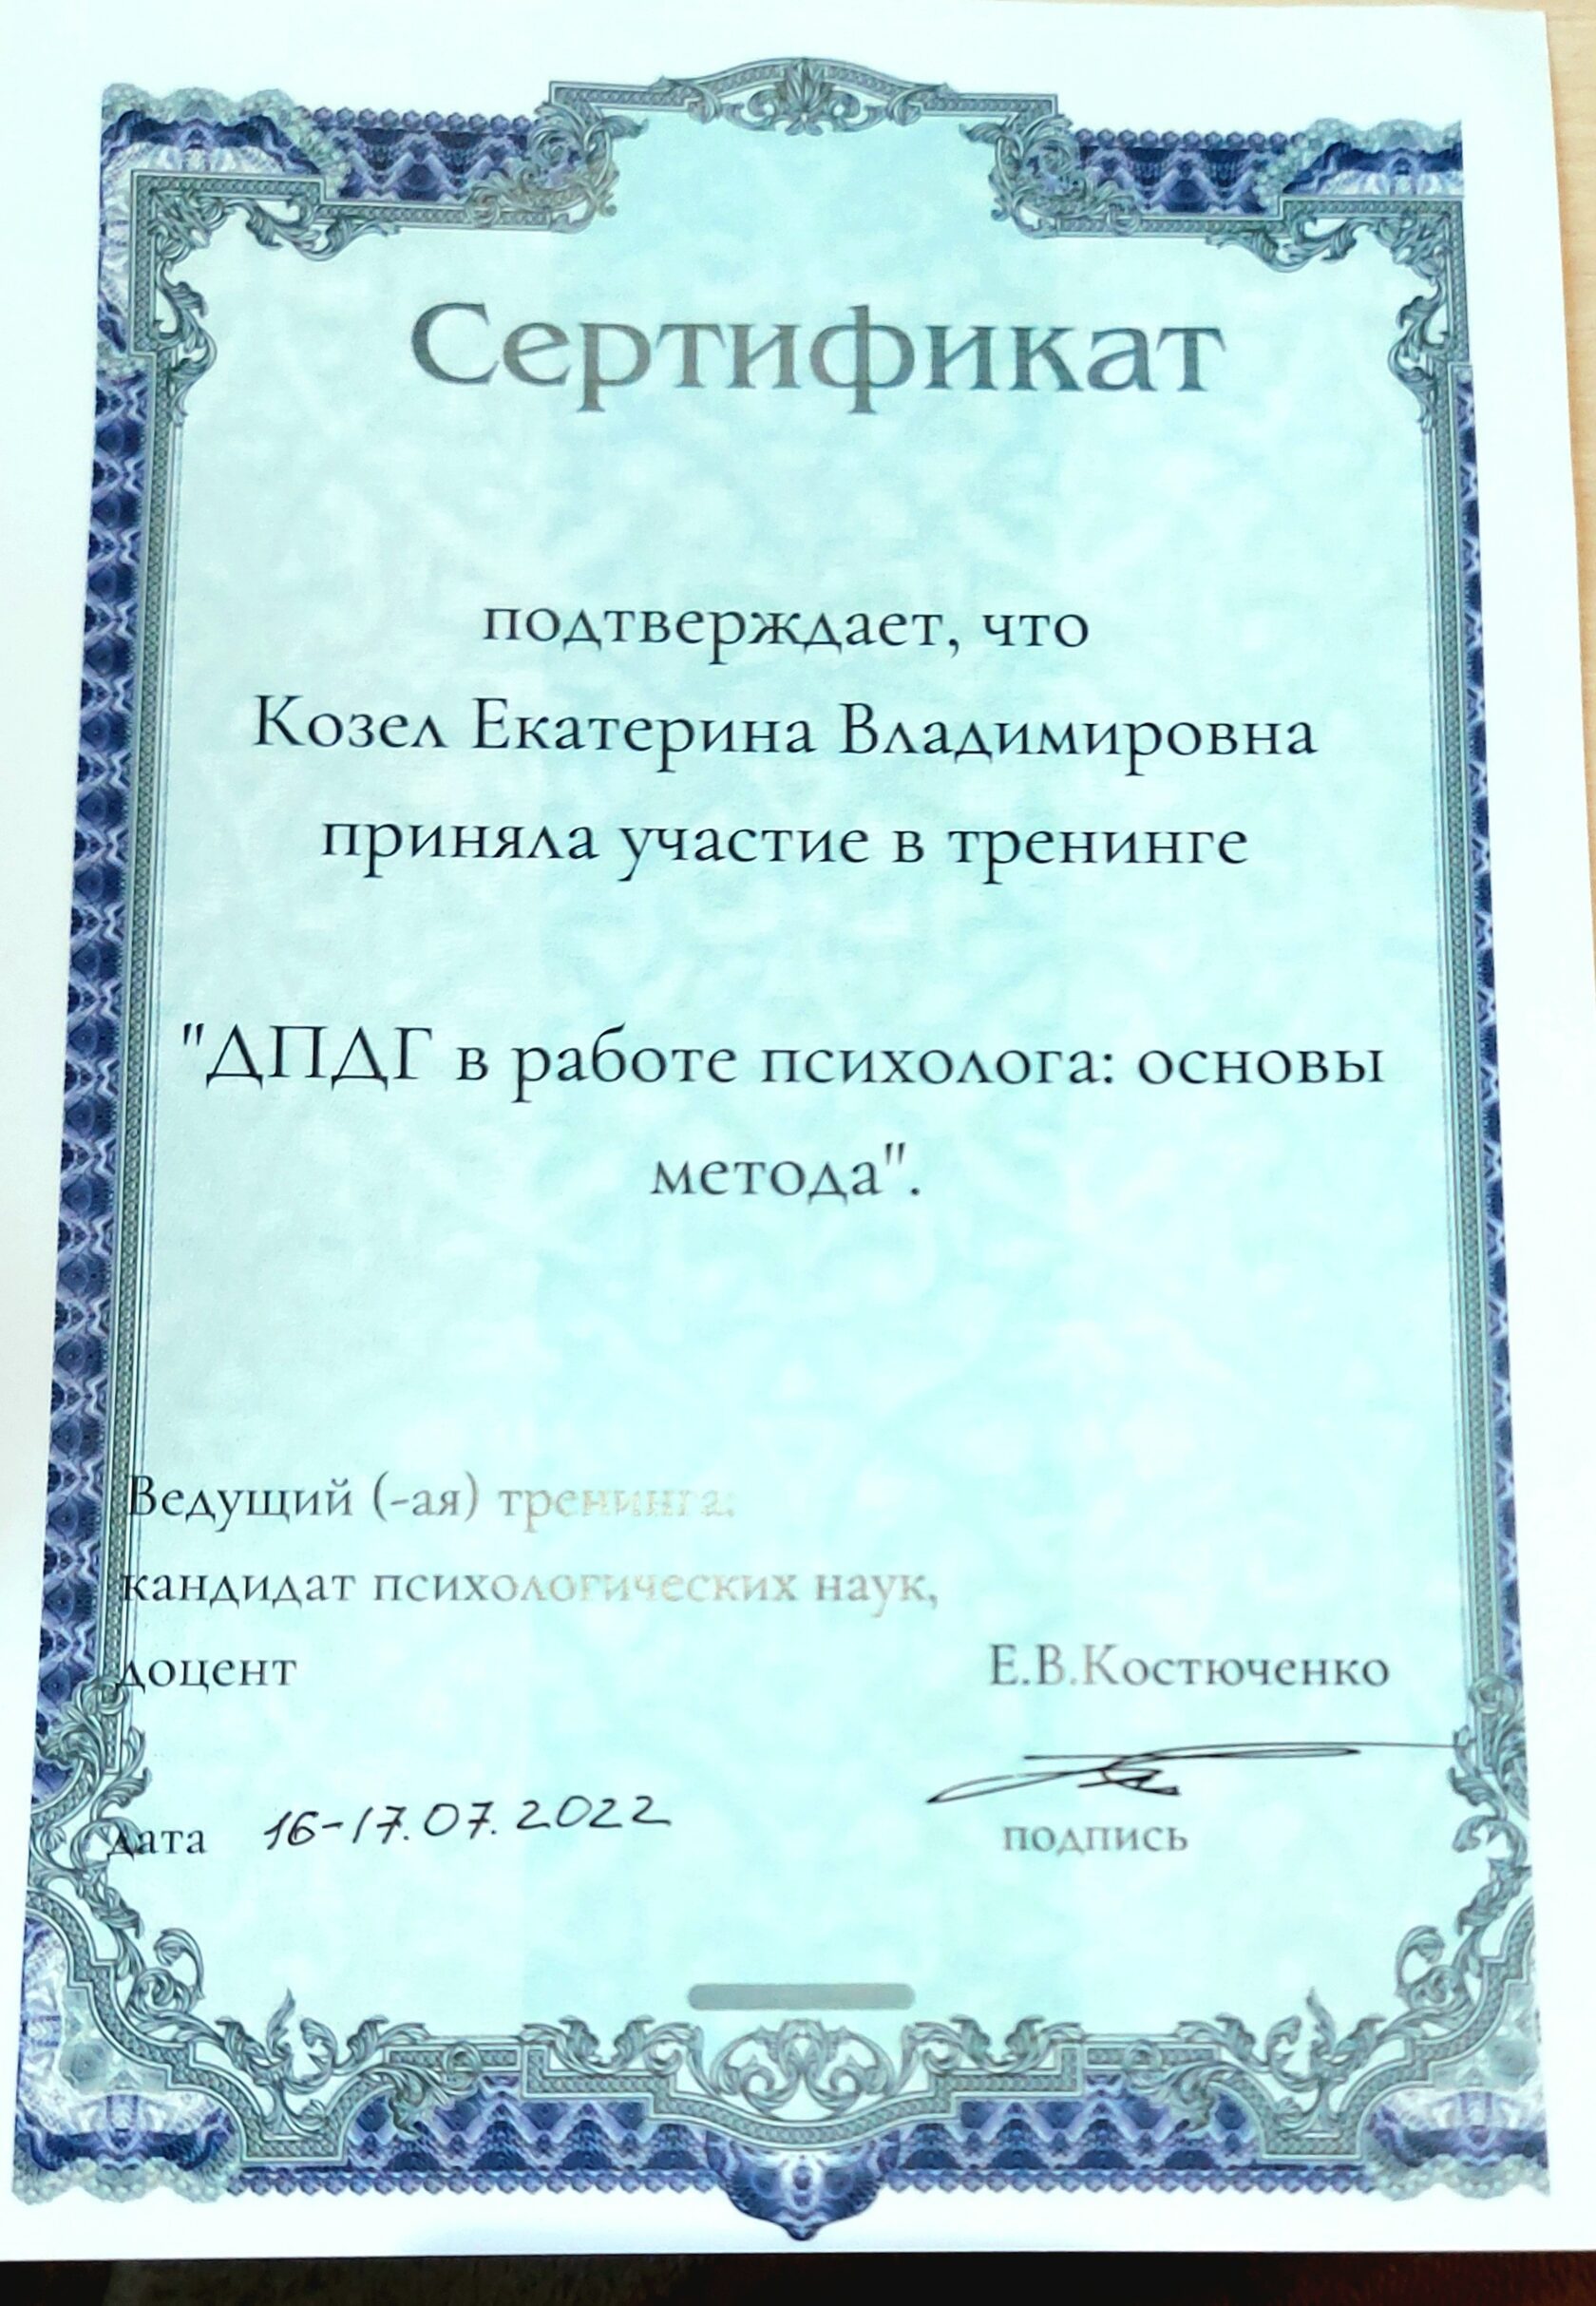 Сертификат
подтверждает, что
Козел Екатерина Владимировна
приняла участие в тренинге
"ДПДГ в работе психолога: основы
метода".
Ведущий (-ая) тренинга:
кандидат психологических наук,
доцент Е.В.Костюченко
дата 16-17.07.2022
подпись